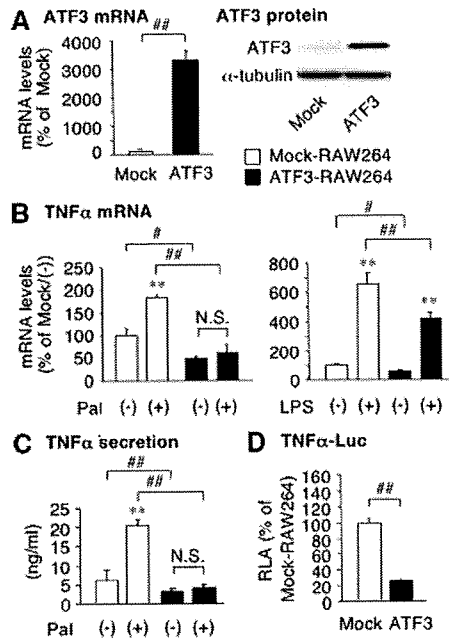 A ATF3 mRNA
ATF3 protein
##
mRNA levels
(% of Mock)
4000
3000
2000
1000
0
Mock ATF3
ATF3
α-tubulin
Mock
ATF3
Mock-RAW264
ATF3-RAW264
B TNFα mRNA
mRNA levels
(% of Mock/(-)
250
200
150
100
50
0
#
##
**
N.S.
Pal (-) (+) (-) (+)
800
600
400
200
0
#
##
**
**
LPS (-) (+) (-) (+)
C TNFα secretion
(ng/ml)
25
20
15
10
5
0
##
##
**
N.S.
Pal (-) (+) (-) (+)
D TNFα-Luc
RLA (% of
Mock-RAW264)
160
140
120
100
80
60
40
20
0
##
Mock ATF3